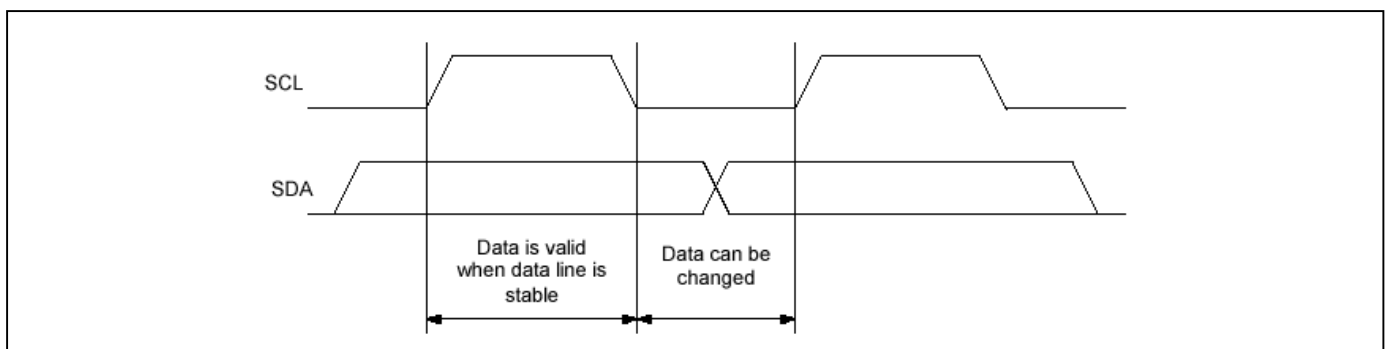 SCL
SDA
Data is valid
when data line is
stable
Data can be
changed